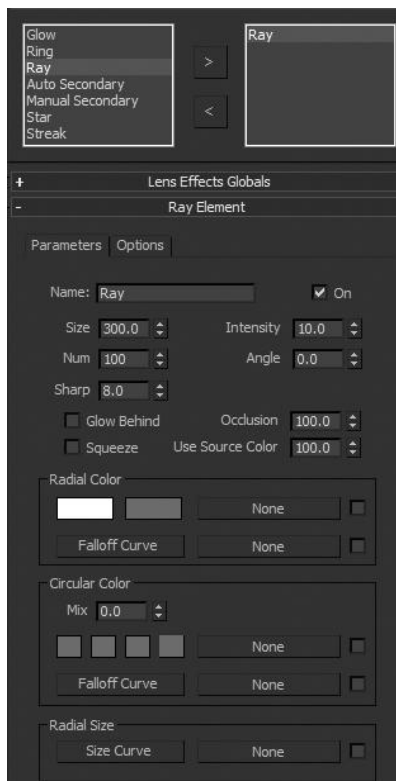 Glow
Ring
Ray
Auto Secondary
Manual Secondary
Star
Streak
>
<
Ray
+ Lens Effects Globals
- Ray Element
Parameters Options
Name: Ray On
Size 300.0 Intensity 10.0
Num 100 Angle 0.0
Sharp 8.0
Glow Behind Occlusion 100.0
Squeeze Use Source Color 100.0
Radial Color
None
Falloff Curve None
Circular Color
Mix 0.0
None
Falloff Curve None
Radial Size
Size Curve None